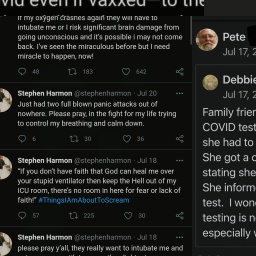 vid even if vaxxed—to the
If my oxygen crashes again they will have to
intubate me or I risk significant brain damage from
going unconscious and it's possible i may not come
back. I've seen the miraculous before but I need
miracle to happen, now!
48 183 642
Stephen Harmon @stephenharmon · Jul 20
Just had two full blown panic attacks out of
nowhere. Please pray, in the fight for my life trying
to control my breathing and calm down.
6 30 36
Stephen Harmon @stephenharmon · Jul 18
"If you don't have faith that God can heal me over
your stupid ventilator then keep the Hell out of my
ICU room, there's no room in here for fear or lack of
faith!" #ThingsIAmAboutToScream
57 225 30
Stephen Harmon @stephenharmon · Jul 18
please pray y'all, they really want to intubate me and
Pete
Jul 17, 2
Debbie
Jul 17, 2
Family frien
COVID test
she had to
She got a c
stating she
She inform
test. I won
testing is n
especially w